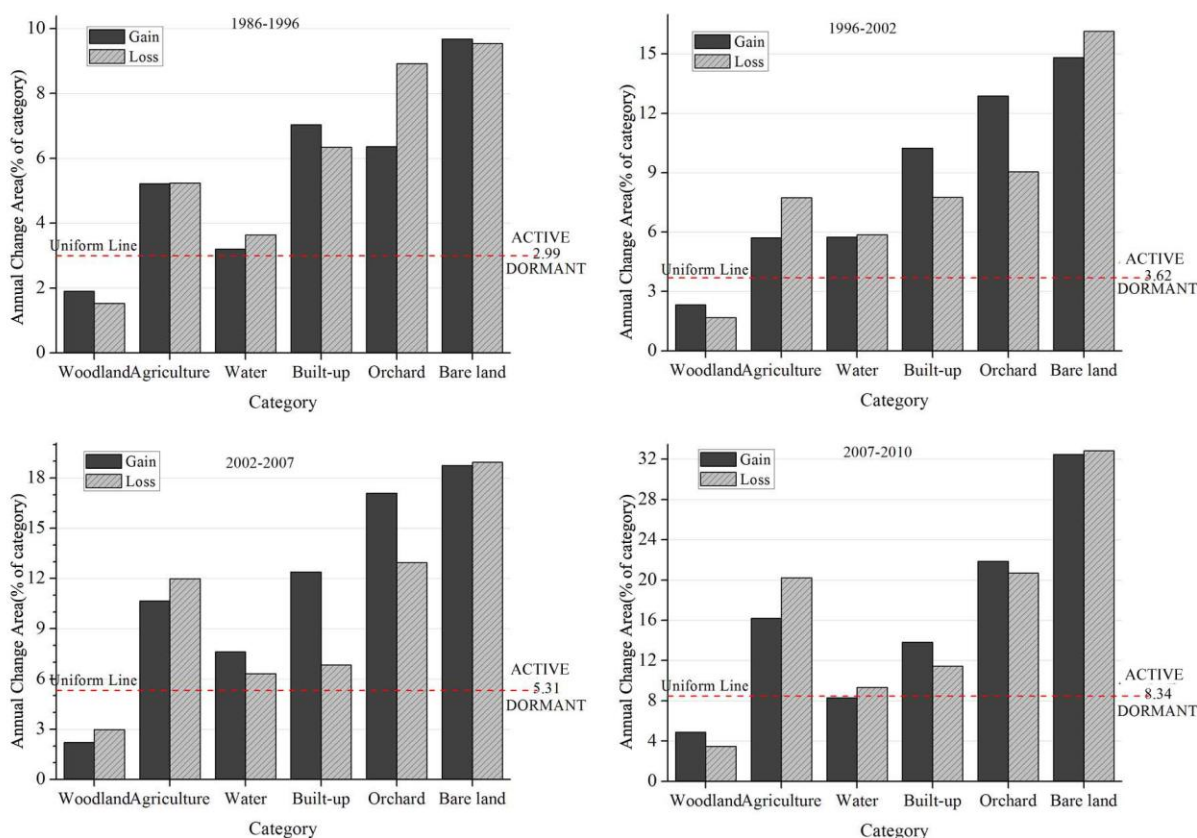 1986-1996
Gain
Loss
Annual Change Area(% of category)
10
8
6
4
2
0
Uniform Line
ACTIVE
2.99
DORMANT
Woodland Agriculture Water Built-up Orchard Bare land
Category
1996-2002
Gain
Loss
Annual Change Area(% of category)
15
12
9
6
3
0
Uniform Line
ACTIVE
3.62
DORMANT
Woodland Agriculture Water Built-up Orchard Bare land
Category
2002-2007
Gain
Loss
Annual Change Area(% of category)
18
15
12
9
6
3
0
Uniform Line
ACTIVE
5.31
DORMANT
Woodland Agriculture Water Built-up Orchard Bare land
Category
2007-2010
Gain
Loss
Annual Change Area(% of category)
32
28
24
20
16
12
8
4
0
Uniform Line
ACTIVE
8.34
DORMANT
Woodland Agriculture Water Built-up Orchard Bare land
Category